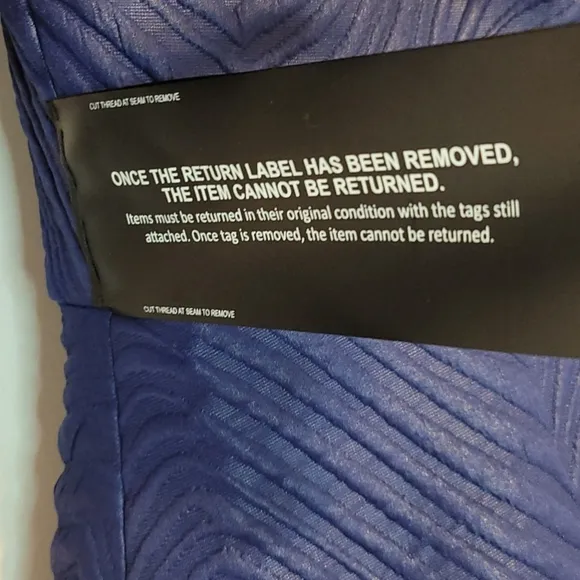 CUT THREAD AT SEAM TO REMOVE
ONCE THE RETURN LABEL HAS BEEN REMOVED,
THE ITEM CANNOT BE RETURNED.
Items must be returned in their original condition with the tags still
attached. Once tag is removed, the item cannot be returned.
CUT THREAD AT SEAM TO REMOVE